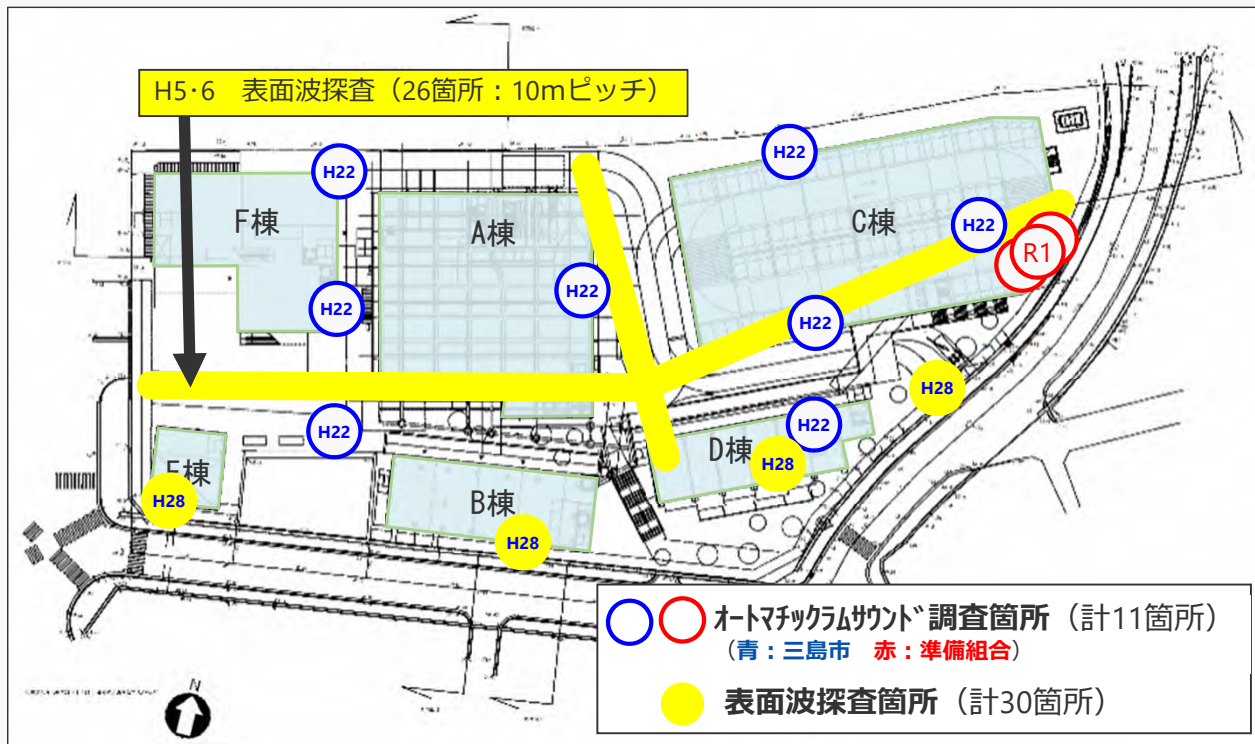 H5･6 表面波探査（26箇所：10mピッチ）
H22
H22
F棟
A棟
C棟
H22
R1
H22
H22
H22
H28
H22
H22
D棟
H28
E棟
H28
B棟
H28
N
ｵｰﾄﾏﾁｯｸﾗﾑｻｳﾝﾄﾞ調査箇所（計11箇所）
（青：三島市 赤：準備組合）
表面波探査箇所（計30箇所）